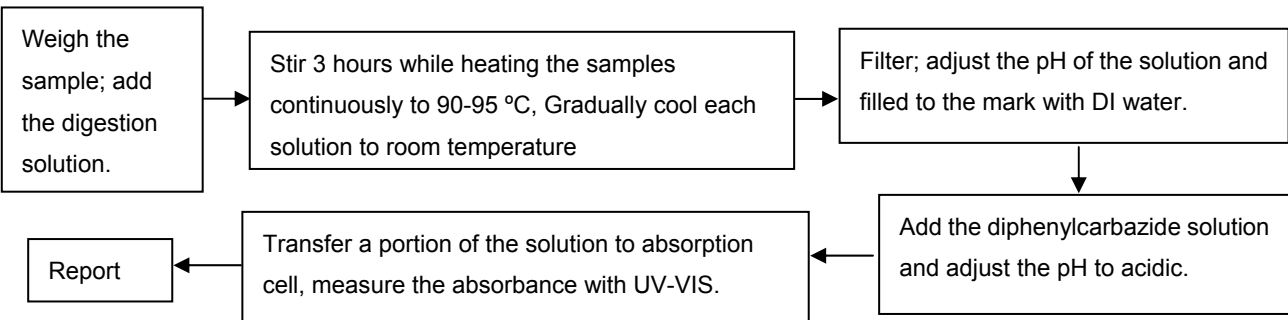 Weigh the
sample; add
the digestion
solution.
Stir 3 hours while heating the samples
continuously to 90-95 ºC, Gradually cool each
solution to room temperature
Filter; adjust the pH of the solution and
filled to the mark with DI water.
Add the diphenylcarbazide solution
and adjust the pH to acidic.
Transfer a portion of the solution to absorption
cell, measure the absorbance with UV-VIS.
Report